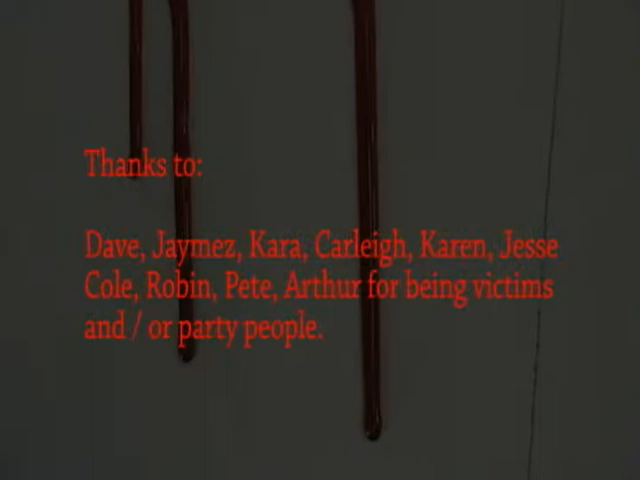 Thanks to:
Dave, Jaymez, Kara, Carleigh, Karen, Jesse
Cole, Robin, Pete, Arthur for being victims
and / or party people.